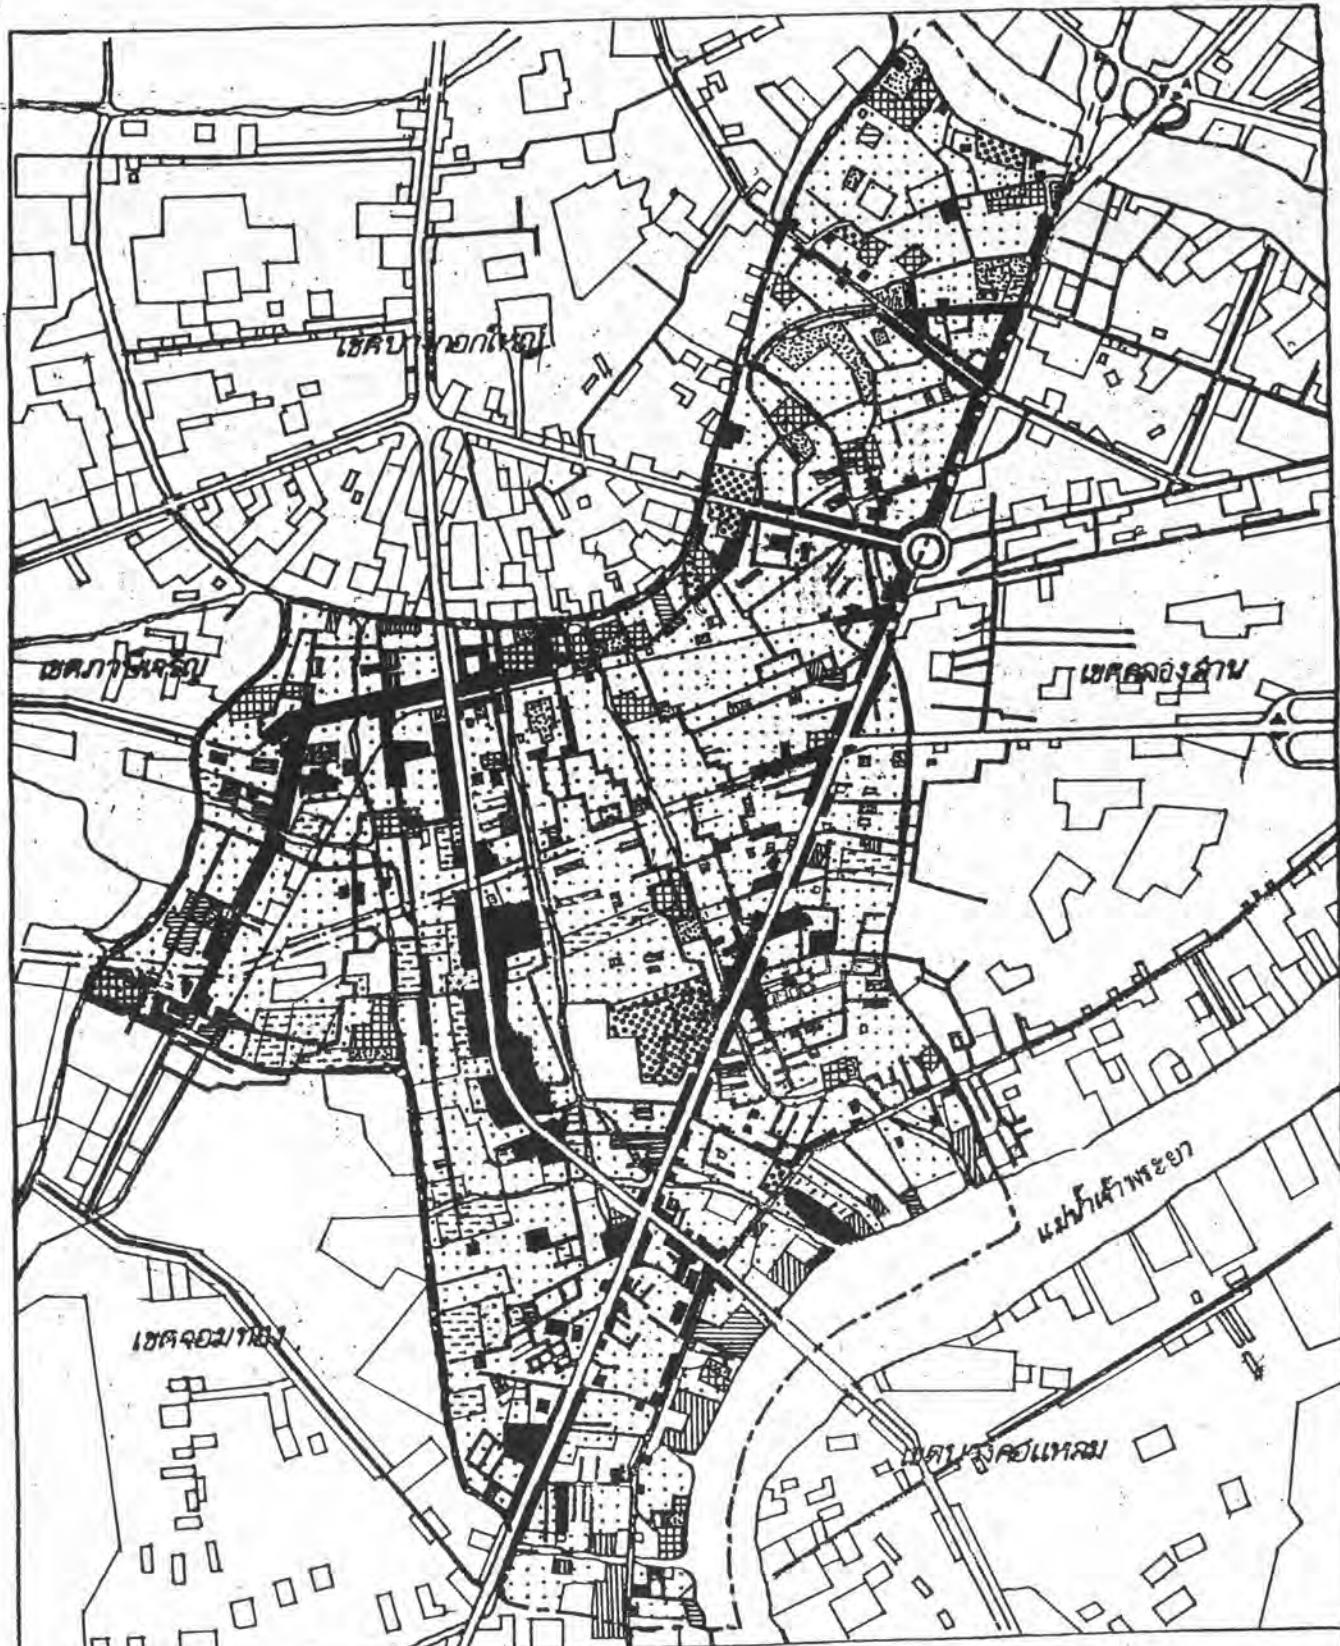 เขตบางกอกใหญ่
เขตภาษีเจริญ
เขตคลองสาน
แม่น้ำเจ้าพระยา
เขตจอมทอง
เขตบางคอแหลม